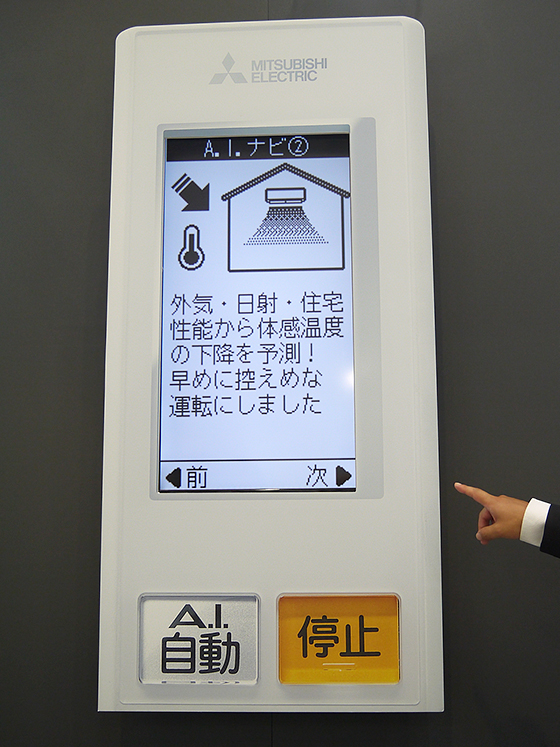 MITSUBISHI
ELECTRIC
A.I.ナビ②
外気・日射・住宅
性能から体感温度
の下降を予測！
早めに控えめな
運転にしました
◀前 次▶
A.I.
自動
停止